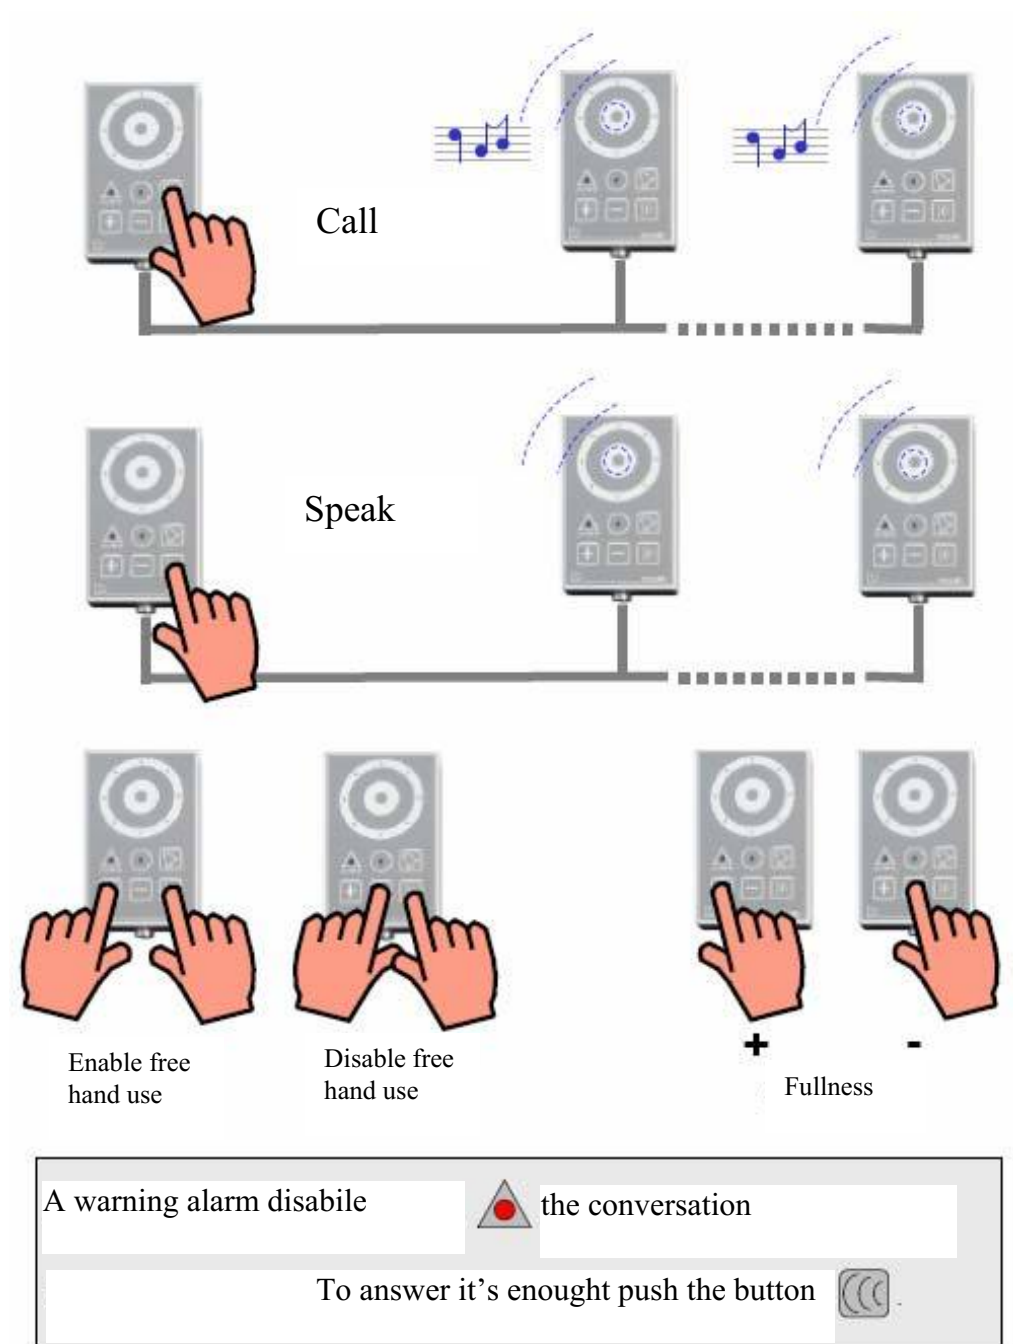 Call
Speak
Enable free
hand use
Disable free
hand use
+ -
Fullness
A warning alarm disabile the conversation
To answer it's enought push the button .